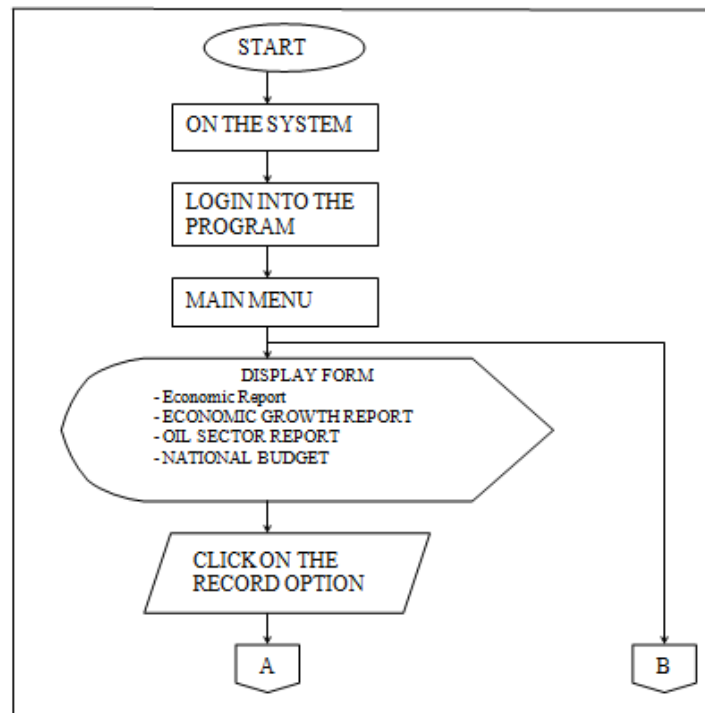 START
ON THE SYSTEM
LOGIN INTO THE
PROGRAM
MAIN MENU
DISPLAY FORM
- Economic Report
- ECONOMIC GROWTH REPORT
- OIL SECTOR REPORT
- NATIONAL BUDGET
CLICK ON THE
RECORD OPTION
A
B